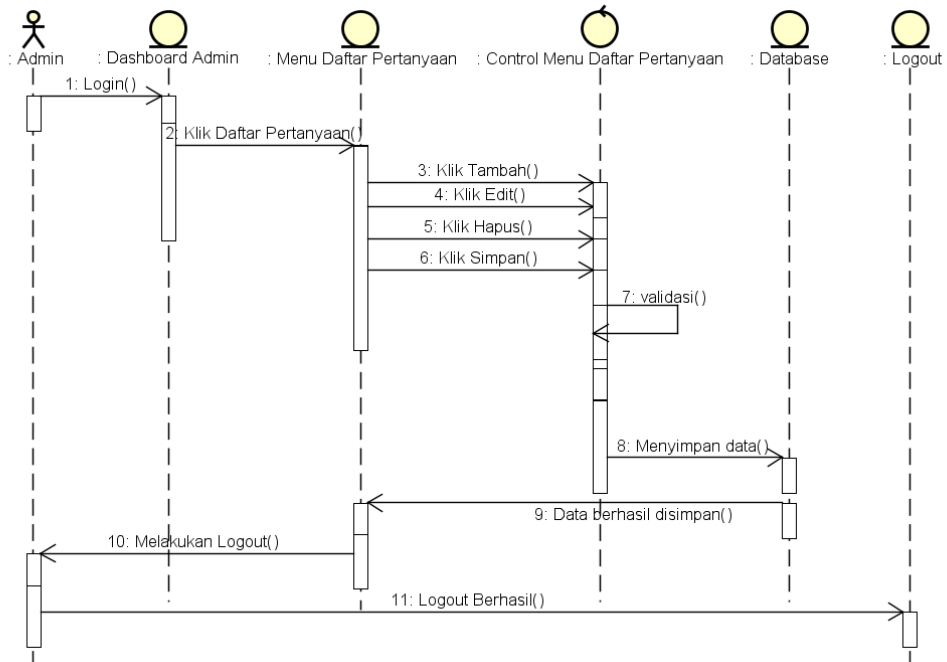 : Admin
: Dashboard Admin
: Menu Daftar Pertanyaan
: Control Menu Daftar Pertanyaan
: Database
: Logout
1: Login()
2: Klik Daftar Pertanyaan()
3: Klik Tambah()
4: Klik Edit()
5: Klik Hapus()
6: Klik Simpan()
7: validasi()
8: Menyimpan data()
9: Data berhasil disimpan()
10: Melakukan Logout()
11: Logout Berhasil()